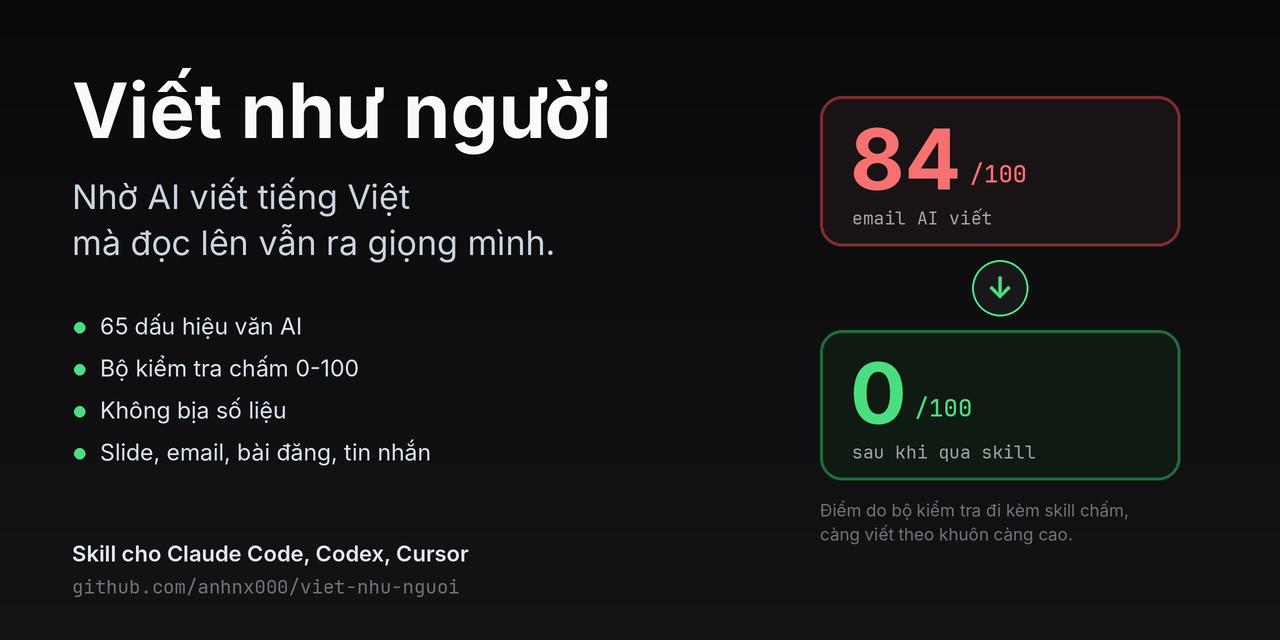 Viết như người
Nhờ AI viết tiếng Việt
mà đọc lên vẫn ra giọng mình.
65 dấu hiệu văn AI
Bộ kiểm tra chấm 0-100
Không bịa số liệu
Slide, email, bài đăng, tin nhắn
Skill cho Claude Code, Codex, Cursor
github.com/anhnx000/viet-nhu-nguoi
84 /100
email AI viết
0 /100
sau khi qua skill
Điểm do bộ kiểm tra đi kèm skill chấm,
càng viết theo khuôn càng cao.